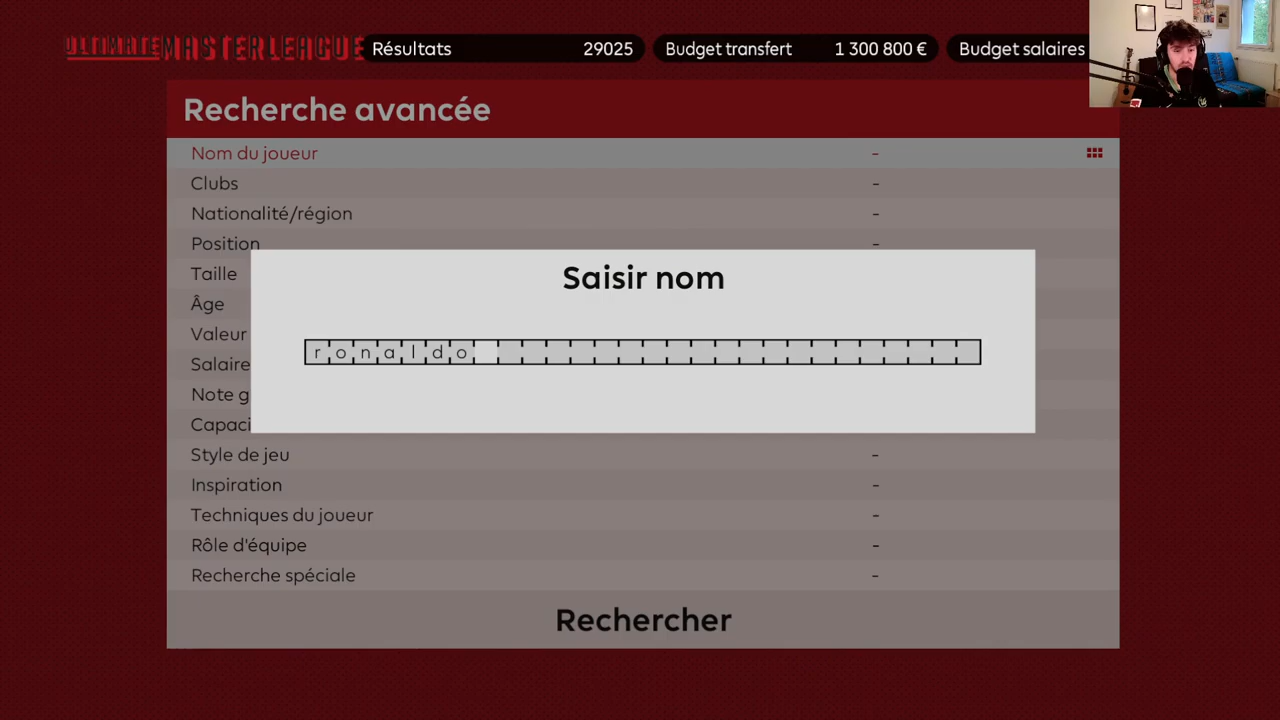 ULTIMATE MASTER LEAGUE
Résultats 29025
Budget transfert 1 300 800 €
Budget salaires
Recherche avancée
Nom du joueur -
Clubs -
Nationalité/région -
Position -
Taille
Âge
Valeur
Salaire
Note g
Capaci
Saisir nom
ronaldo
Style de jeu -
Inspiration -
Techniques du joueur -
Rôle d'équipe -
Recherche spéciale -
Rechercher